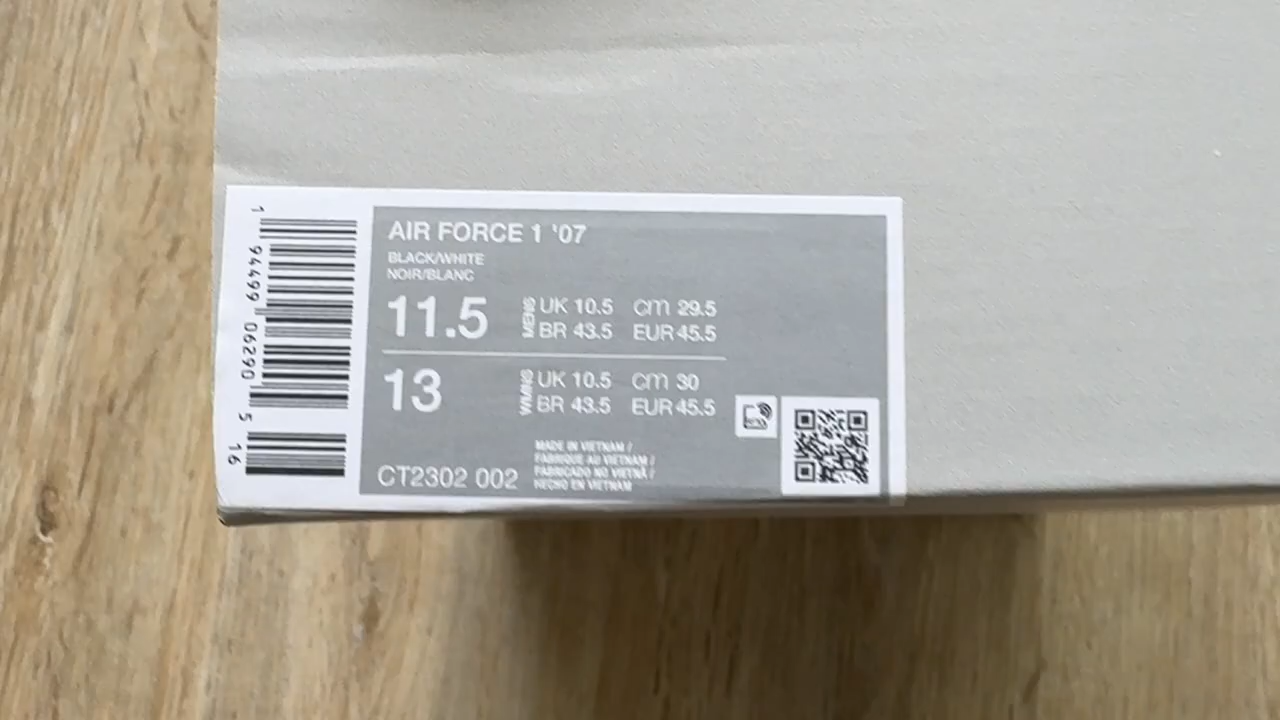 AIR FORCE 1 '07
BLACK/WHITE
NOIR/BLANC
11.5
MENS
UK 10.5 cm 29.5
BR 43.5 EUR 45.5
13
WMNS
UK 10.5 cm 30
BR 43.5 EUR 45.5
CT2302 002
MADE IN VIETNAM /
FABRIQUE AU VIETNAM /
FABRICADO NO VIETNÃ /
HECHO EN VIETNAM
1 94499 06290 5 16